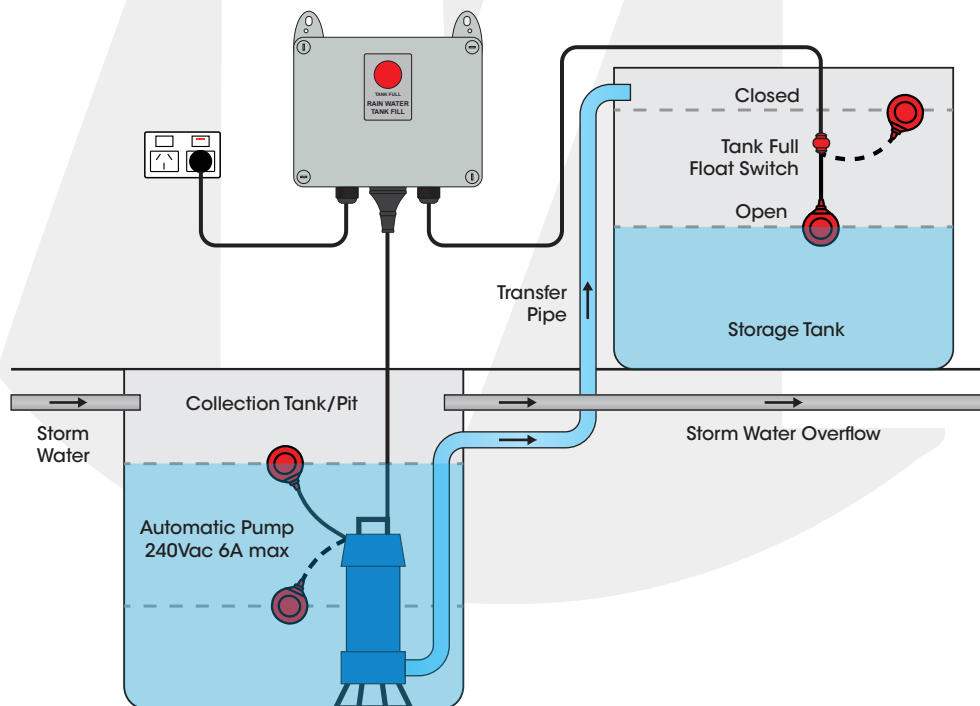 TANK FULL
RAIN WATER
TANK FILL
Closed
Tank Full
Float Switch
Open
Transfer
Pipe
Storage Tank
Collection Tank/Pit
Storm
Water
Storm Water Overflow
Automatic Pump
240Vac 6A max